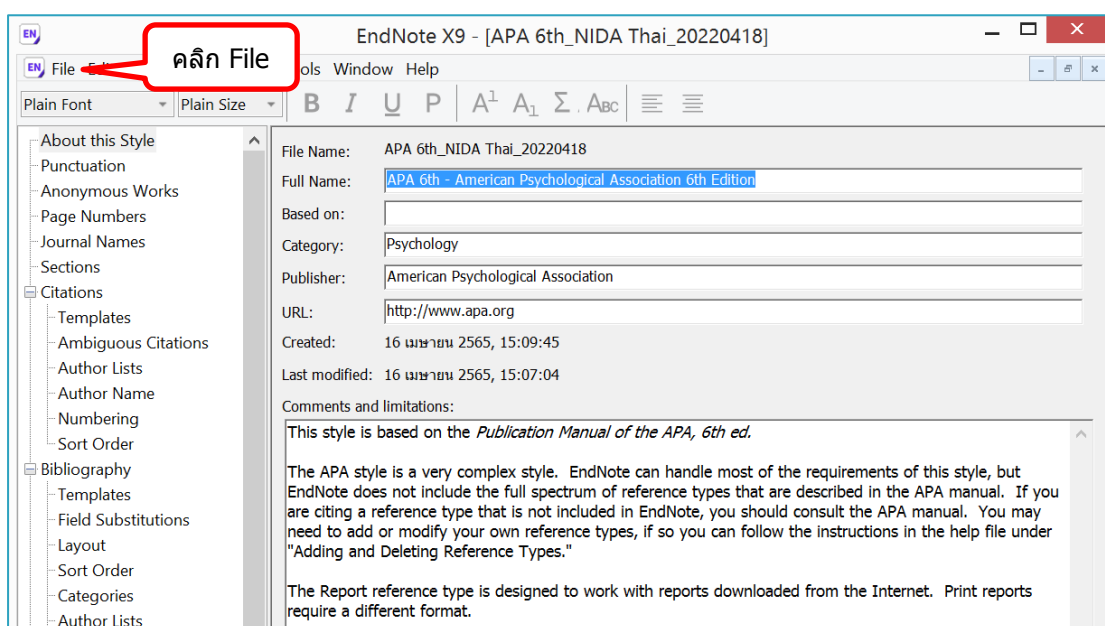 EndNote X9 - [APA 6th_NIDA Thai_20220418]
คลิก File
File Edit ols Window Help
Plain Font Plain Size B I U P A1 A1 Σ ABC
About this Style
Punctuation
Anonymous Works
Page Numbers
Journal Names
Sections
Citations
Templates
Ambiguous Citations
Author Lists
Author Name
Numbering
Sort Order
Bibliography
Templates
Field Substitutions
Layout
Sort Order
Categories
Author Lists
File Name: APA 6th_NIDA Thai_20220418
Full Name: APA 6th - American Psychological Association 6th Edition
Based on:
Category: Psychology
Publisher: American Psychological Association
URL: http://www.apa.org
Created: 16 เมษายน 2565, 15:09:45
Last modified: 16 เมษายน 2565, 15:07:04
Comments and limitations:
This style is based on the Publication Manual of the APA, 6th ed.
The APA style is a very complex style. EndNote can handle most of the requirements of this style, but
EndNote does not include the full spectrum of reference types that are described in the APA manual. If you
are citing a reference type that is not included in EndNote, you should consult the APA manual. You may
need to add or modify your own reference types, if so you can follow the instructions in the help file under
"Adding and Deleting Reference Types."
The Report reference type is designed to work with reports downloaded from the Internet. Print reports
require a different format.